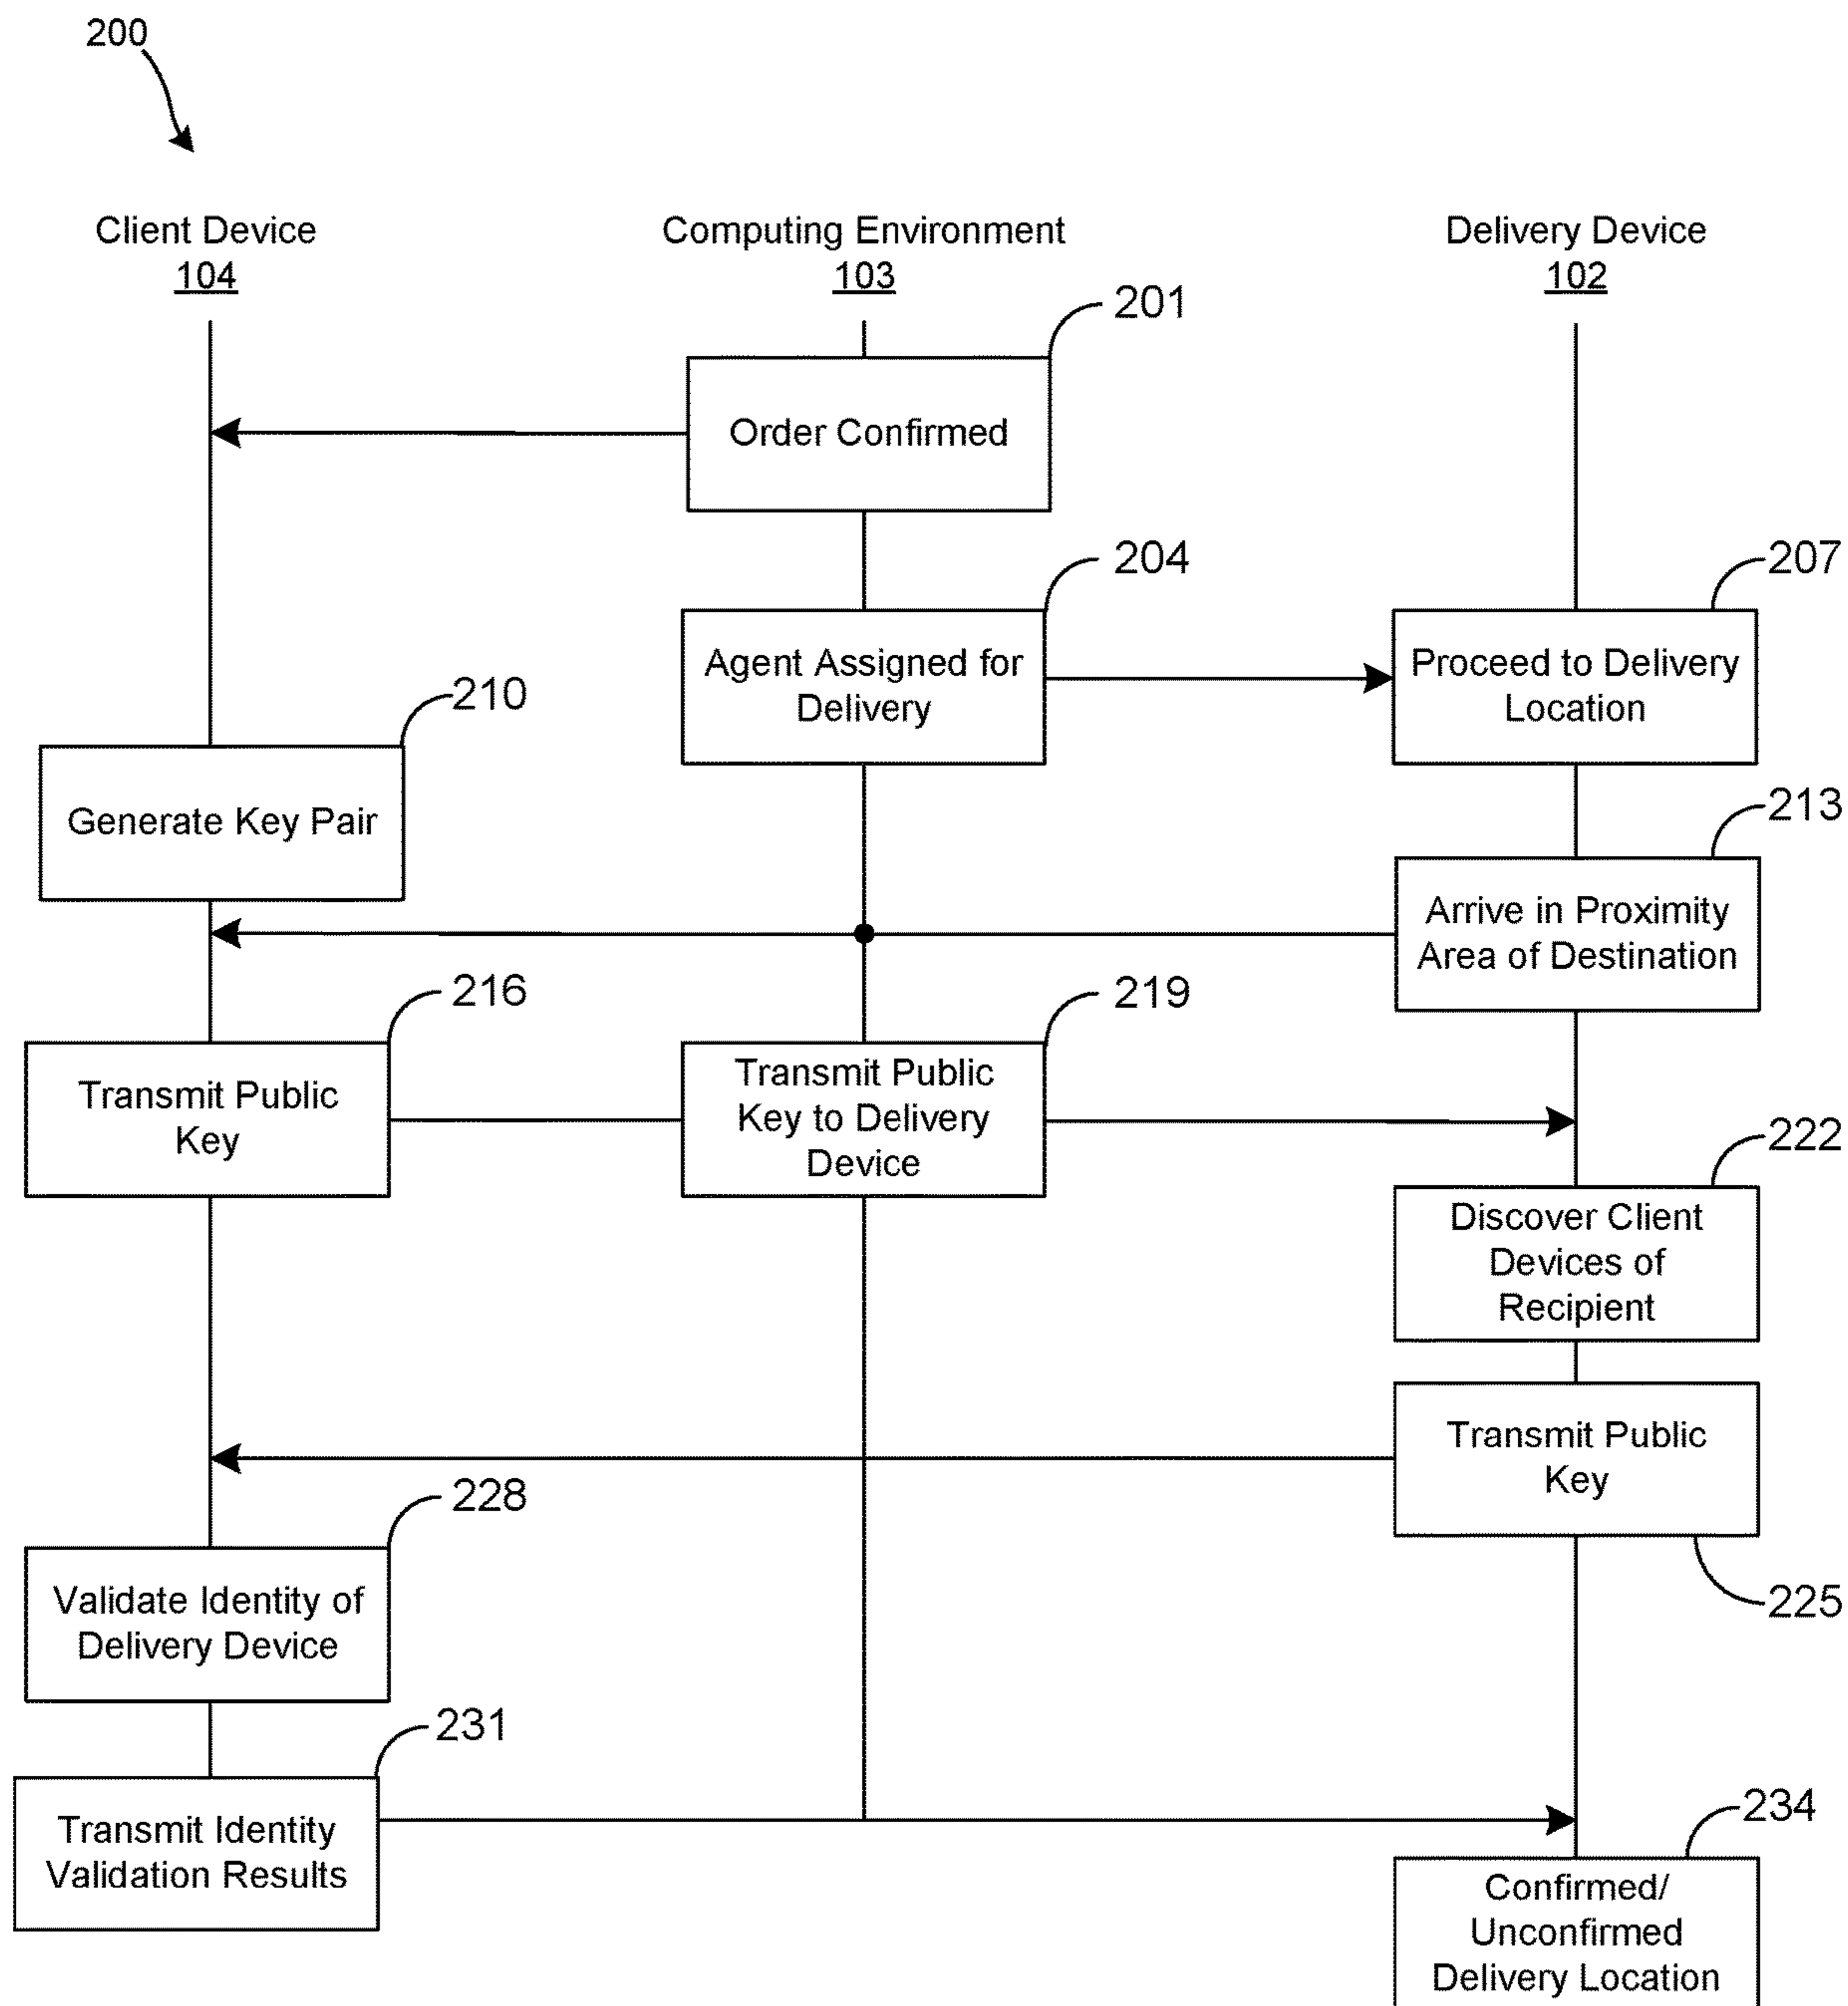 200
Client Device
104
Computing Environment
103
Delivery Device
102
201
Order Confirmed
204
Agent Assigned for
Delivery
207
Proceed to Delivery
Location
210
Generate Key Pair
213
Arrive in Proximity
Area of Destination
216
Transmit Public
Key
219
Transmit Public
Key to Delivery
Device
222
Discover Client
Devices of
Recipient
Transmit Public
Key
225
228
Validate Identity of
Delivery Device
231
Transmit Identity
Validation Results
234
Confirmed/
Unconfirmed
Delivery Location